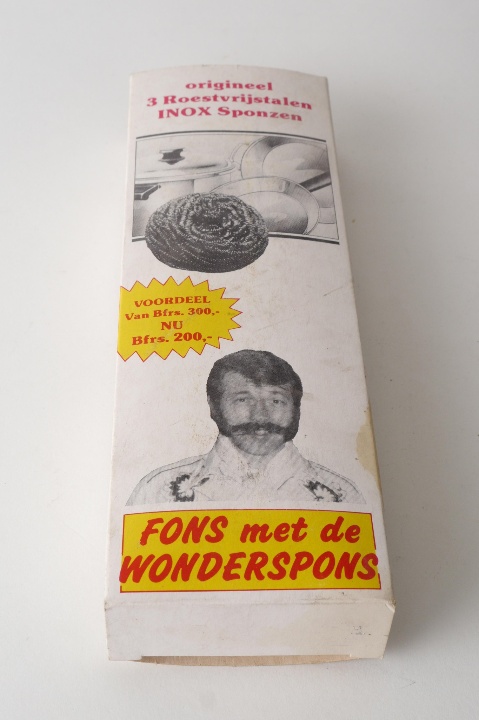 origineel
3 Roestvrijstalen
INOX Sponzen
VOORDEEL
Van Bfrs. 300,-
NU
Bfrs. 200,-
FONS met de
WONDERSPONS